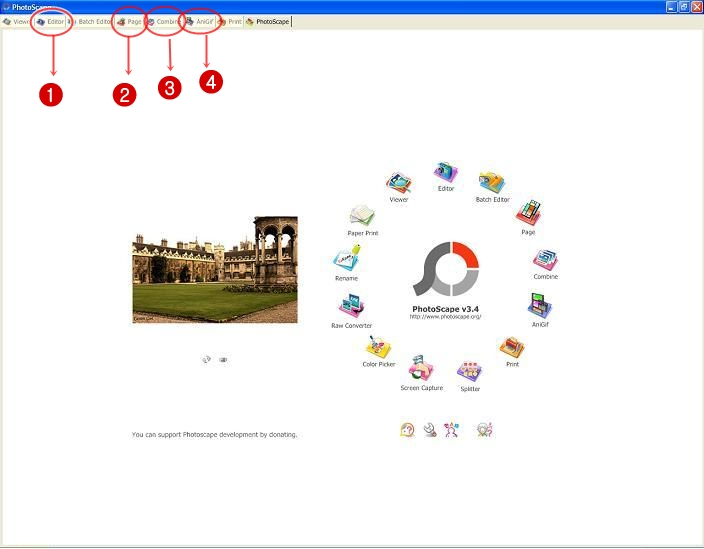 PhotoScape
Viewer Editor Batch Editor Page Combine AniGif Print PhotoScape
1 2 3 4
Editor
Viewer
Batch Editor
Paper Print
Page
Rename
Combine
PhotoScape v3.4
http://www.photoscape.org/
Raw Converter
AniGif
Color Picker
Print
Screen Capture
Splitter
You can support Photoscape development by donating.